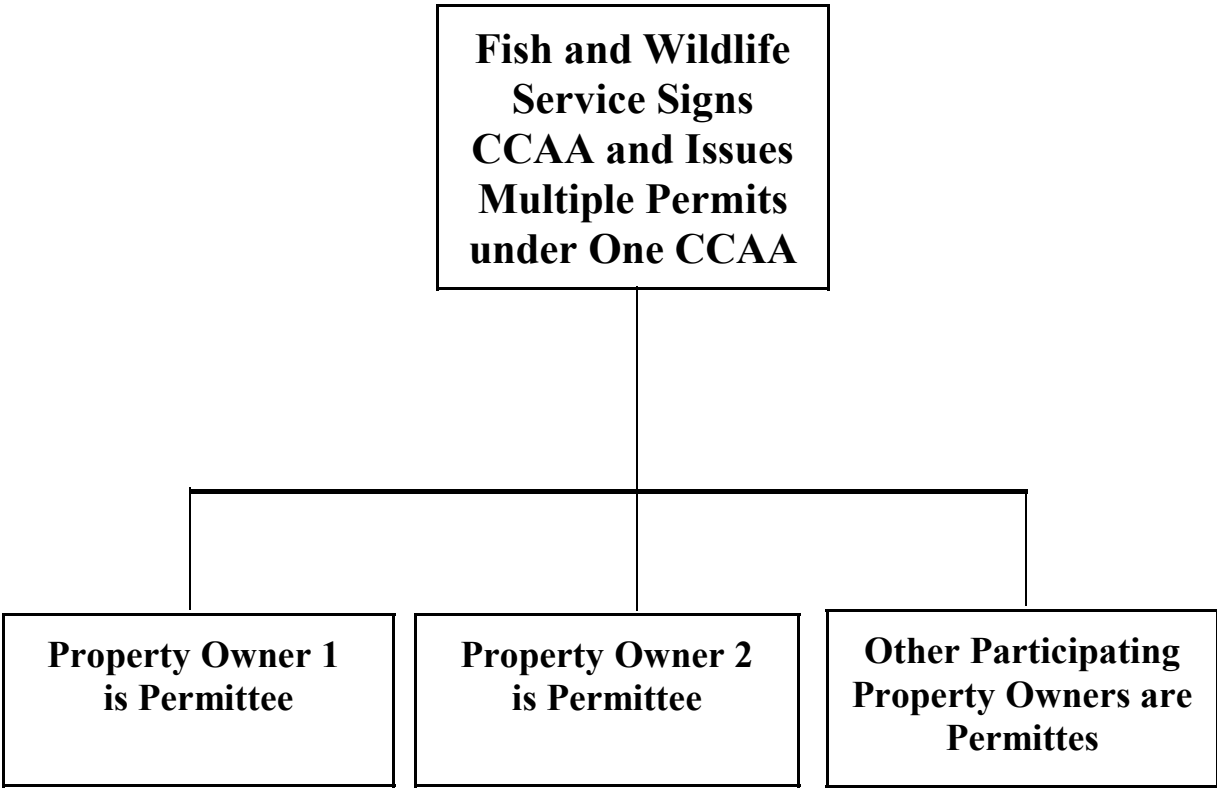 Fish and Wildlife
Service Signs
CCAA and Issues
Multiple Permits
under One CCAA
Property Owner 1
is Permittee
Property Owner 2
is Permittee
Other Participating
Property Owners are
Permittes